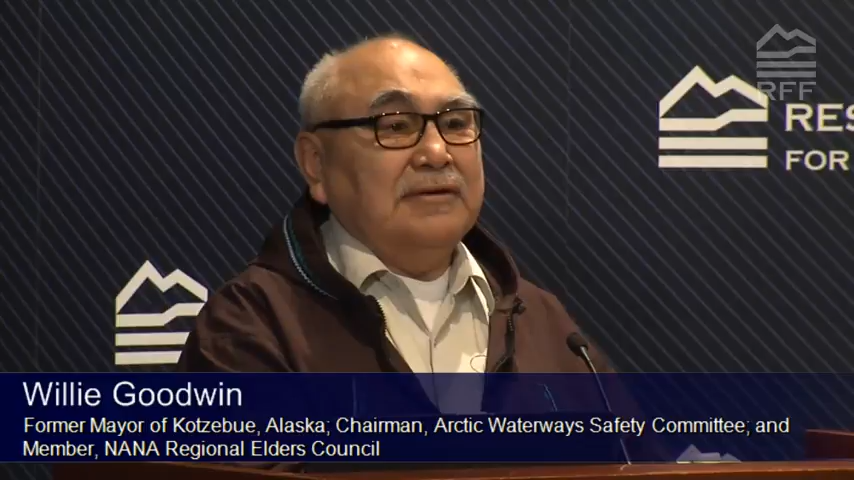 RFF
RES
FOR
Willie Goodwin
Former Mayor of Kotzebue, Alaska; Chairman, Arctic Waterways Safety Committee; and
Member, NANA Regional Elders Council